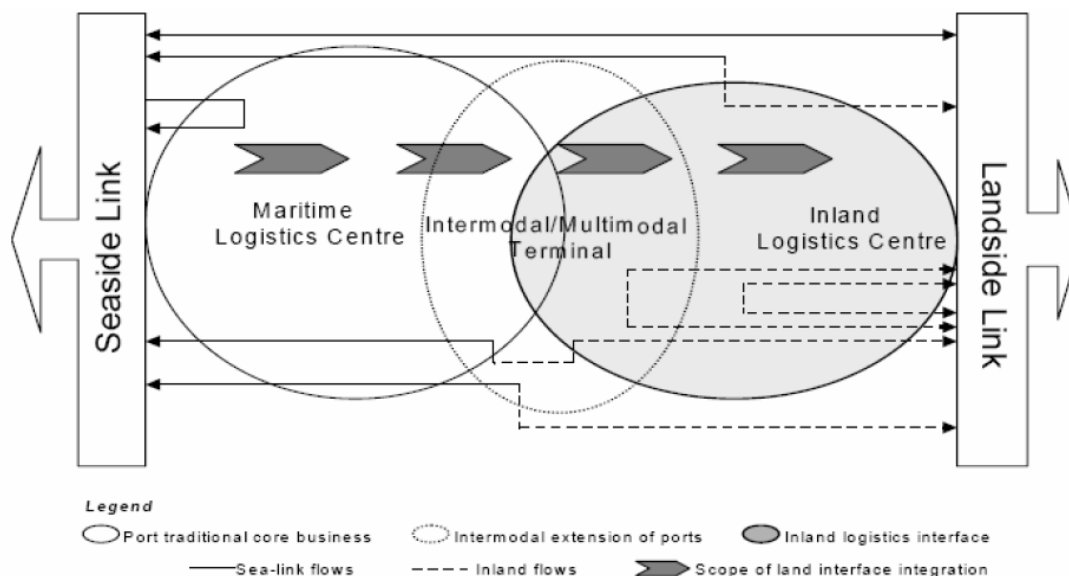 Seaside Link
Maritime
Logistics Centre
Intermodal/Multimodal
Terminal
Inland
Logistics Centre
Landside Link
Legend
Port traditional core business
Intermodal extension of ports
Inland logistics interface
Sea-link flows
Inland flows
Scope of land interface integration